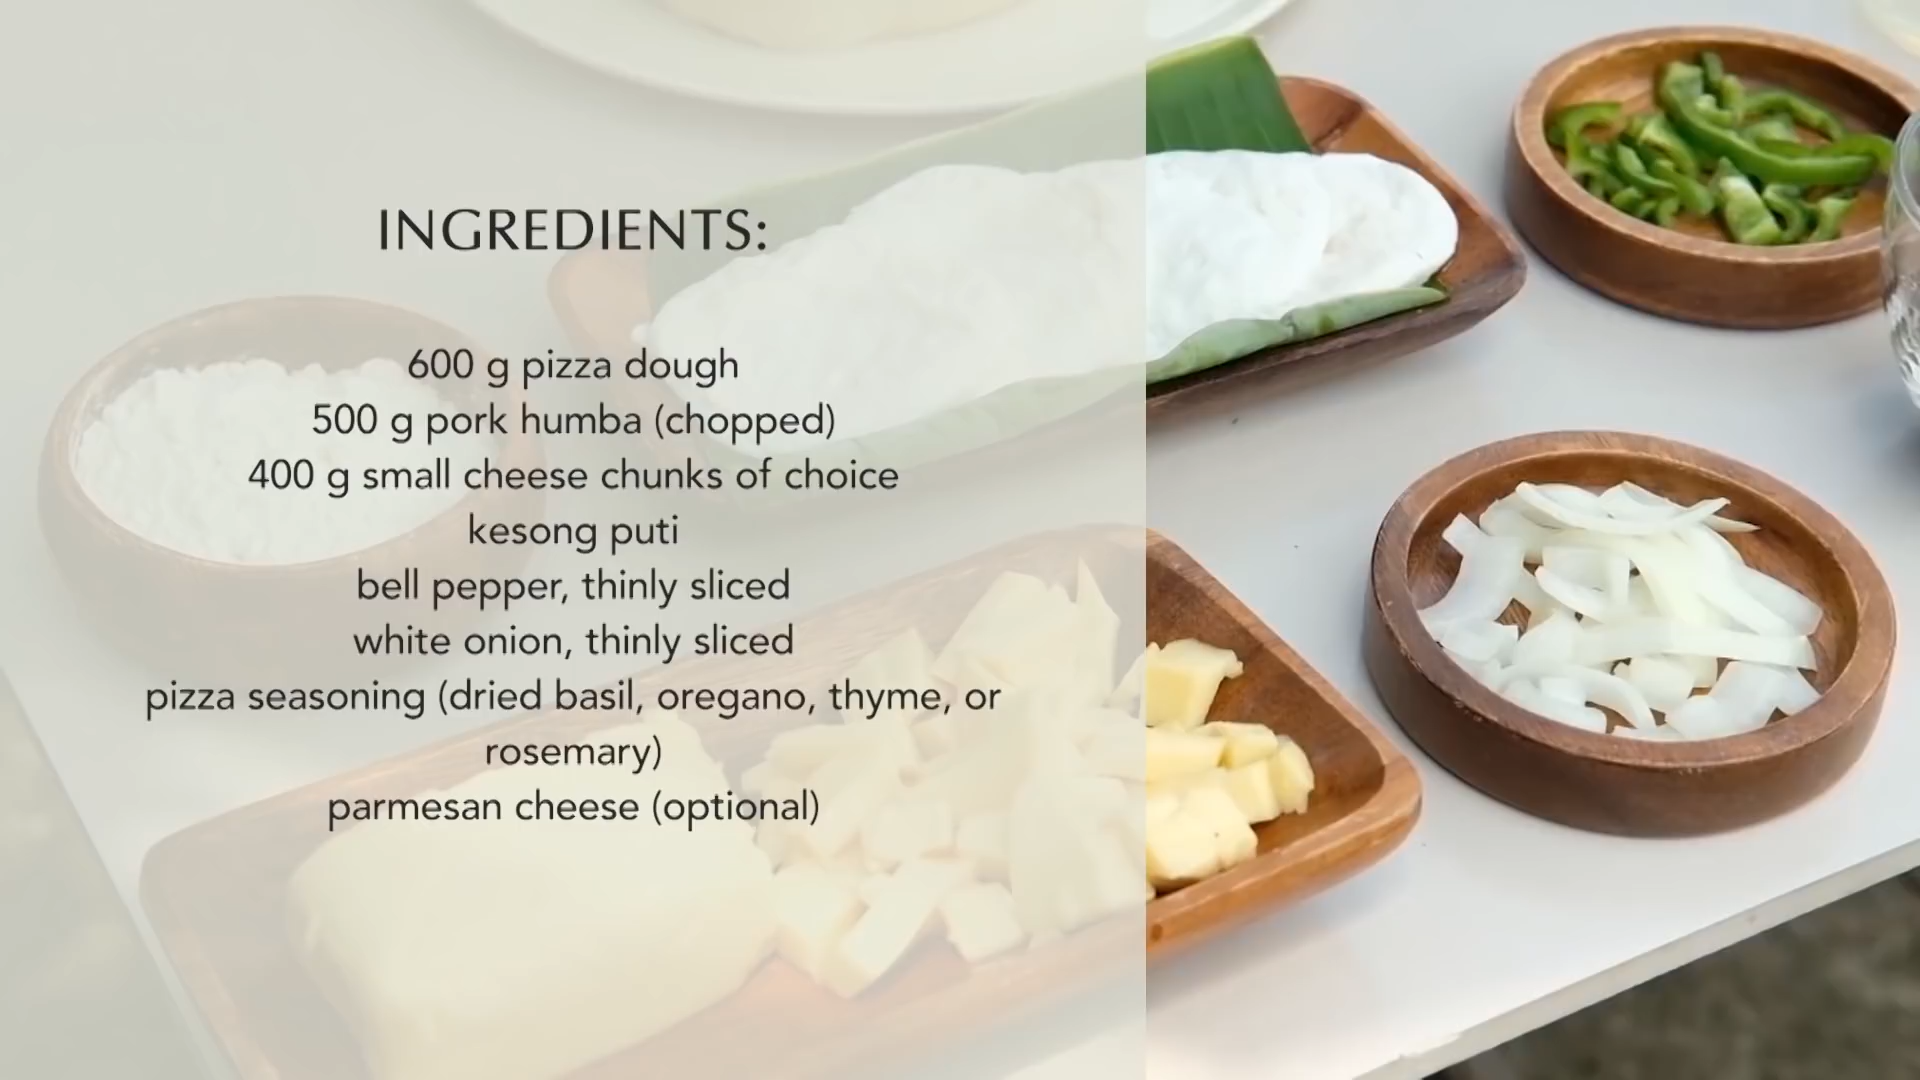 INGREDIENTS:
600 g pizza dough
500 g pork humba (chopped)
400 g small cheese chunks of choice
kesong puti
bell pepper, thinly sliced
white onion, thinly sliced
pizza seasoning (dried basil, oregano, thyme, or
rosemary)
parmesan cheese (optional)